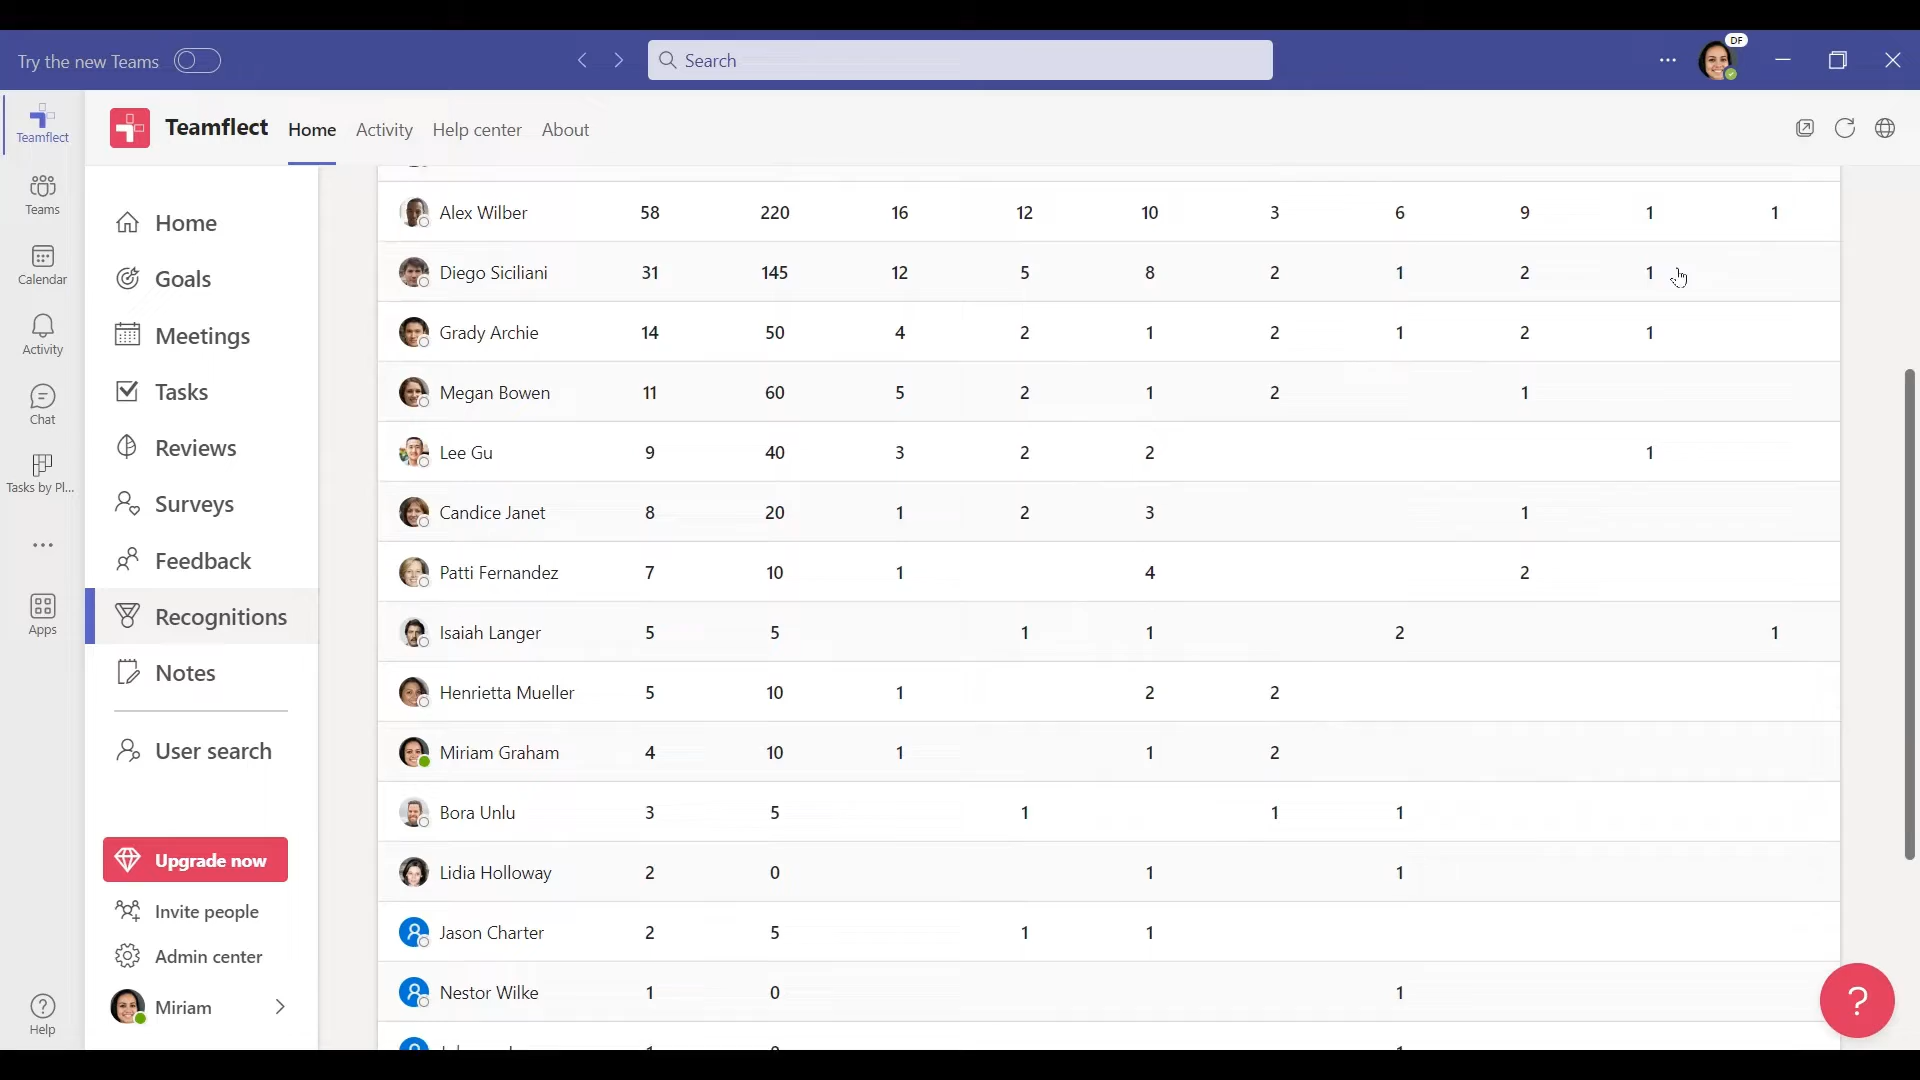 Try the new Teams
Search
DF
Teamflect
Teamflect Home Activity Help center About
Teams
Calendar
Activity
Chat
Tasks by Pl...
Apps
Help
Home
Goals
Meetings
Tasks
Reviews
Surveys
Feedback
Recognitions
Notes
User search
Upgrade now
Invite people
Admin center
Miriam
Alex Wilber 58 220 16 12 10 3 6 9 1 1
Diego Siciliani 31 145 12 5 8 2 1 2 1
Grady Archie 14 50 4 2 1 2 1 2 1
Megan Bowen 11 60 5 2 1 2 1
Lee Gu 9 40 3 2 2 1
Candice Janet 8 20 1 2 3 1
Patti Fernandez 7 10 1 4 2
Isaiah Langer 5 5 1 1 2 1
Henrietta Mueller 5 10 1 2 2
Miriam Graham 4 10 1 1 2
Bora Unlu 3 5 1 1 1
Lidia Holloway 2 0 1 1
Jason Charter 2 5 1 1
Nestor Wilke 1 0 1
?